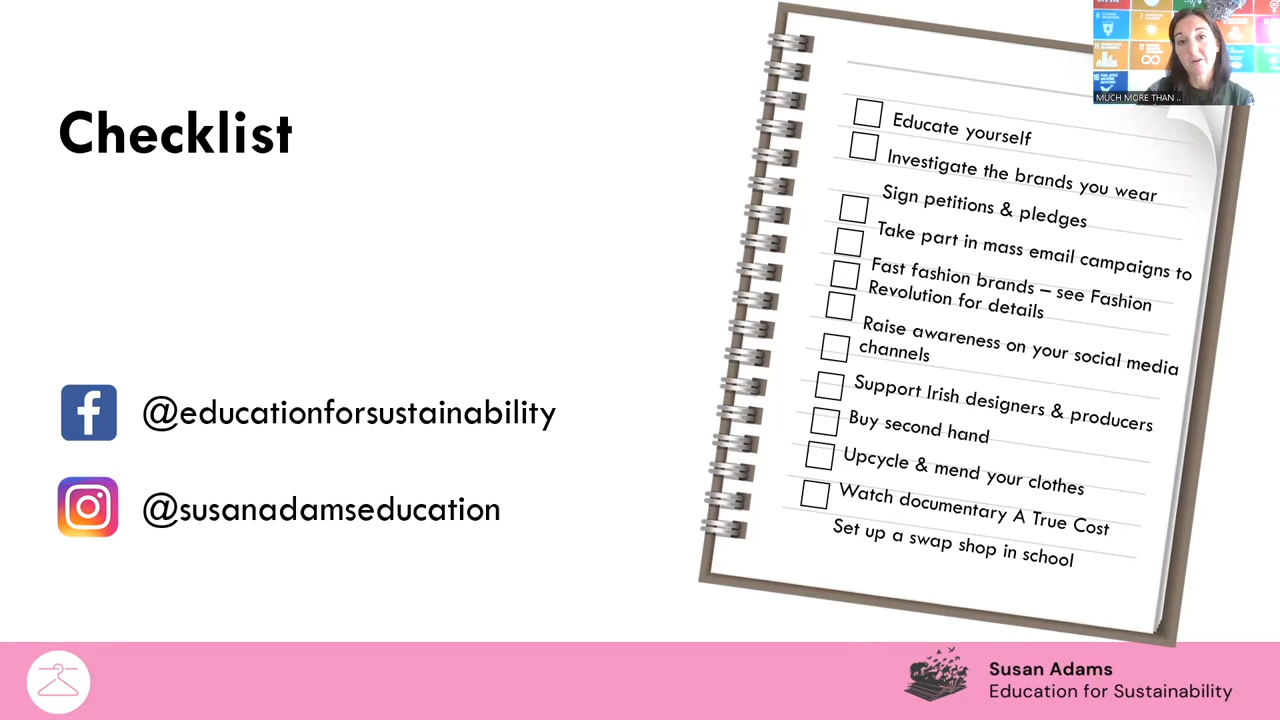 Checklist
@educationforsustainability
@susanadamseducation
Educate yourself
Investigate the brands you wear
Sign petitions & pledges
Take part in mass email campaigns to
Fast fashion brands – see Fashion
Revolution for details
Raise awareness on your social media
channels
Support Irish designers & producers
Buy second hand
Upcycle & mend your clothes
Watch documentary A True Cost
Set up a swap shop in school
MUCH MORE THAN ..
Susan Adams
Education for Sustainability